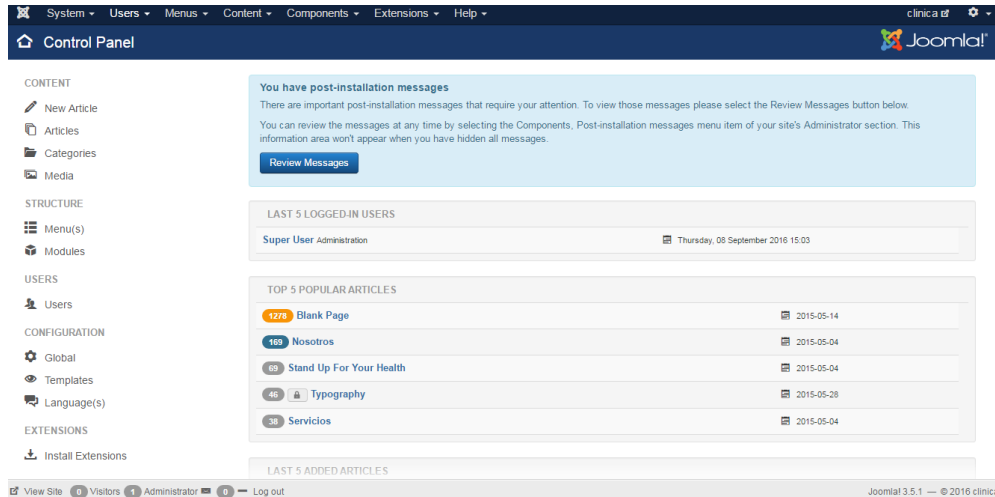 System Users Menus Content Components Extensions Help clinica
Control Panel Joomla!®
CONTENT
New Article
Articles
Categories
Media
STRUCTURE
Menu(s)
Modules
USERS
Users
CONFIGURATION
Global
Templates
Language(s)
EXTENSIONS
Install Extensions
You have post-installation messages
There are important post-installation messages that require your attention. To view those messages please select the Review Messages button below.
You can review the messages at any time by selecting the Components, Post-installation messages menu item of your site's Administrator section. This
information area won't appear when you have hidden all messages.
Review Messages
LAST 5 LOGGED-IN USERS
Super User Administration Thursday, 08 September 2016 15:03
TOP 5 POPULAR ARTICLES
1278 Blank Page 2015-05-14
169 Nosotros 2015-05-04
69 Stand Up For Your Health 2015-05-04
46 Typography 2015-05-28
38 Servicios 2015-05-04
LAST 5 ADDED ARTICLES
View Site 0 Visitors 1 Administrator 0 Log out Joomla! 3.5.1 — © 2016 clinic